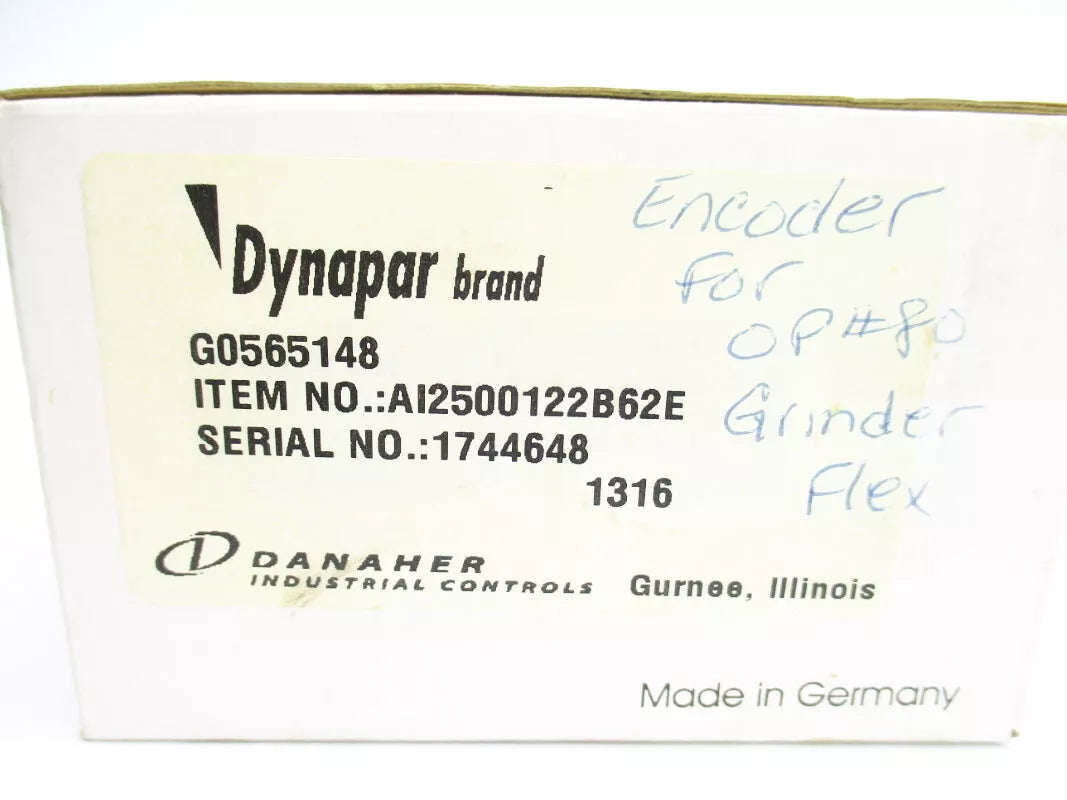 Dynapar brand
G0565148
ITEM NO.:AI2500122B62E
SERIAL NO.:1744648
1316
Encoder
For
OP#80
Grinder
Flex
DANAHER
INDUSTRIAL CONTROLS
Gurnee, Illinois
Made in Germany